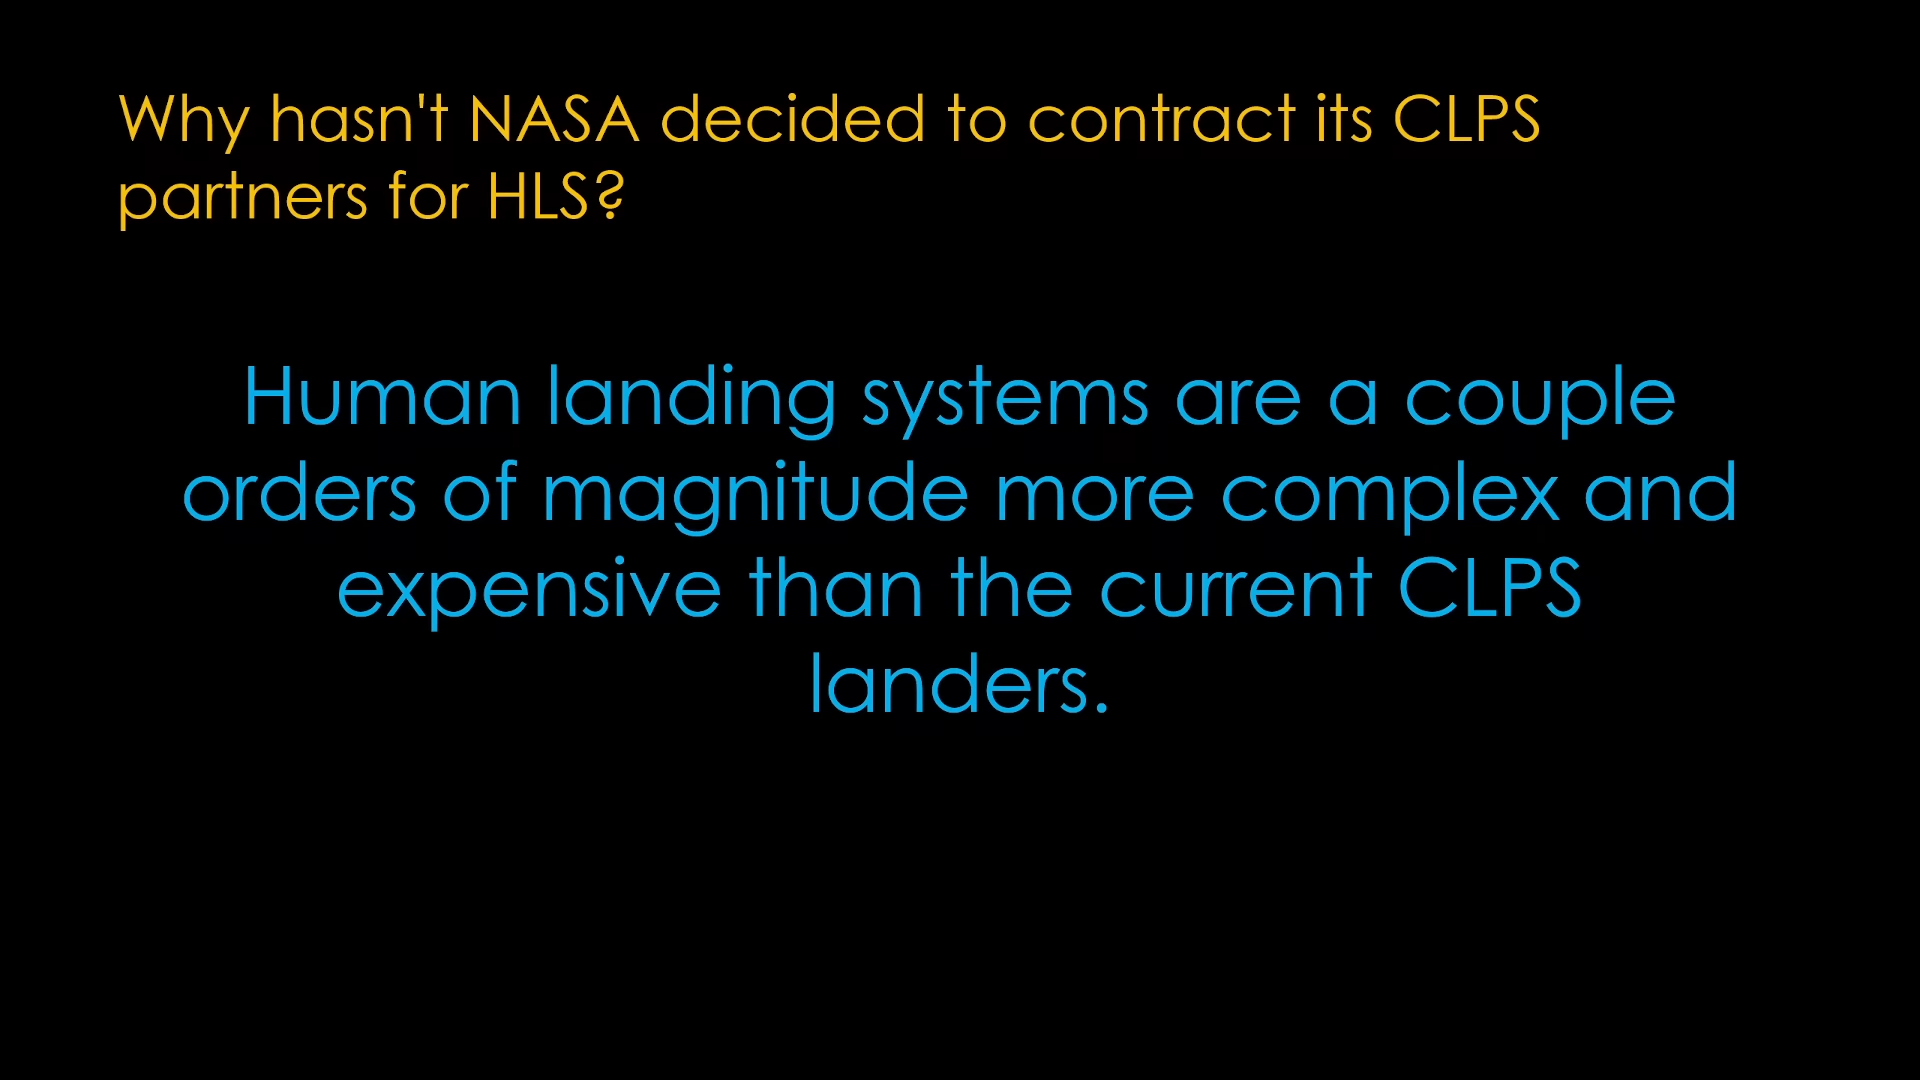 Why hasn't NASA decided to contract its CLPS
partners for HLS?
Human landing systems are a couple
orders of magnitude more complex and
expensive than the current CLPS
landers.